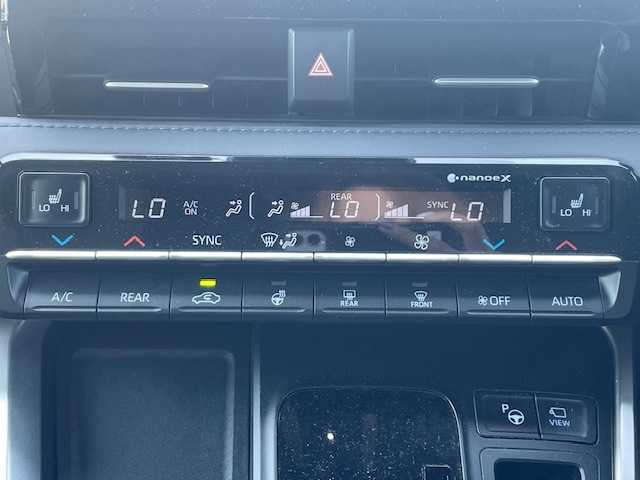 nanoeX
LO HI LO A/C ON REAR LO SYNC LO LO HI
SYNC
A/C REAR REAR FRONT OFF AUTO
P VIEW